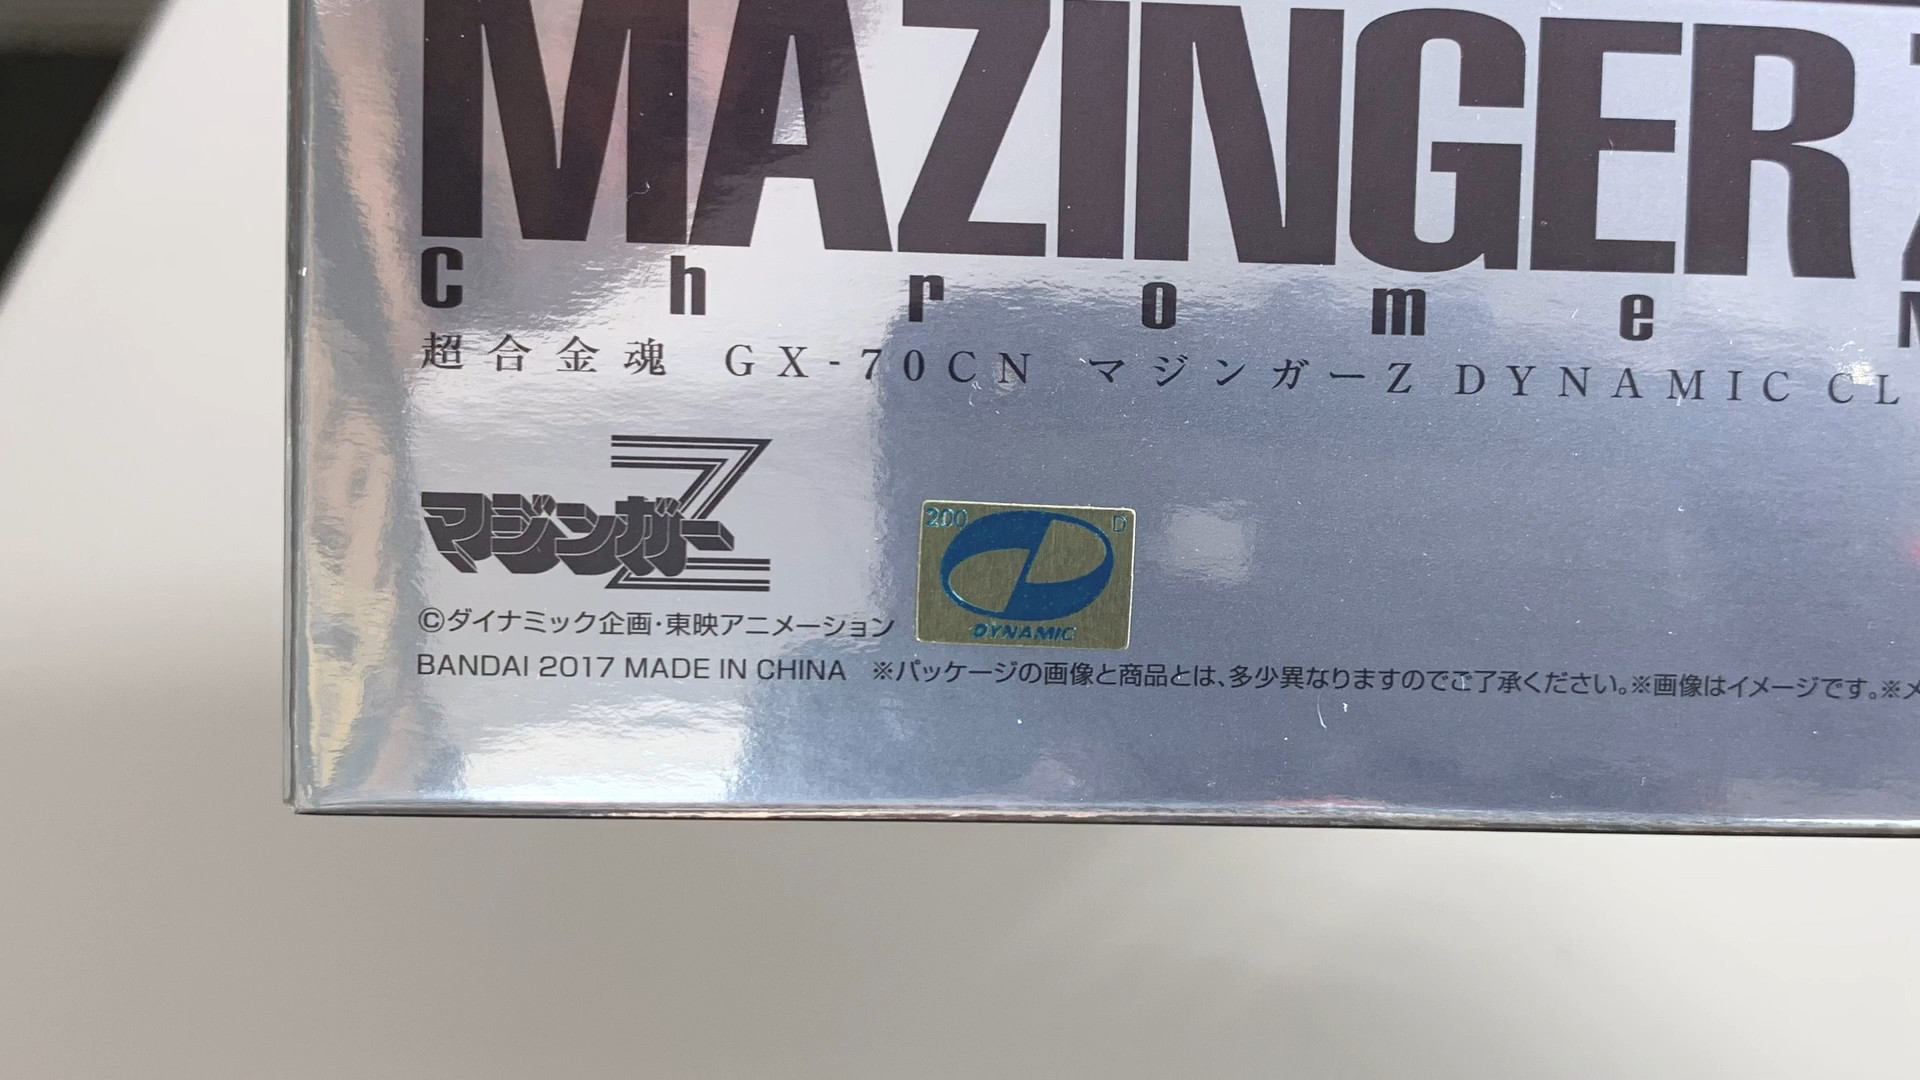 MAZINGER
Chrome
超合金魂 GX-70CN マジンガーZ DYNAMIC CL
マジンガーZ
200 D
DYNAMIC
©ダイナミック企画・東映アニメーション
BANDAI 2017 MADE IN CHINA ※パッケージの画像と商品とは、多少異なりますのでご了承ください。※画像はイメージです。※メ